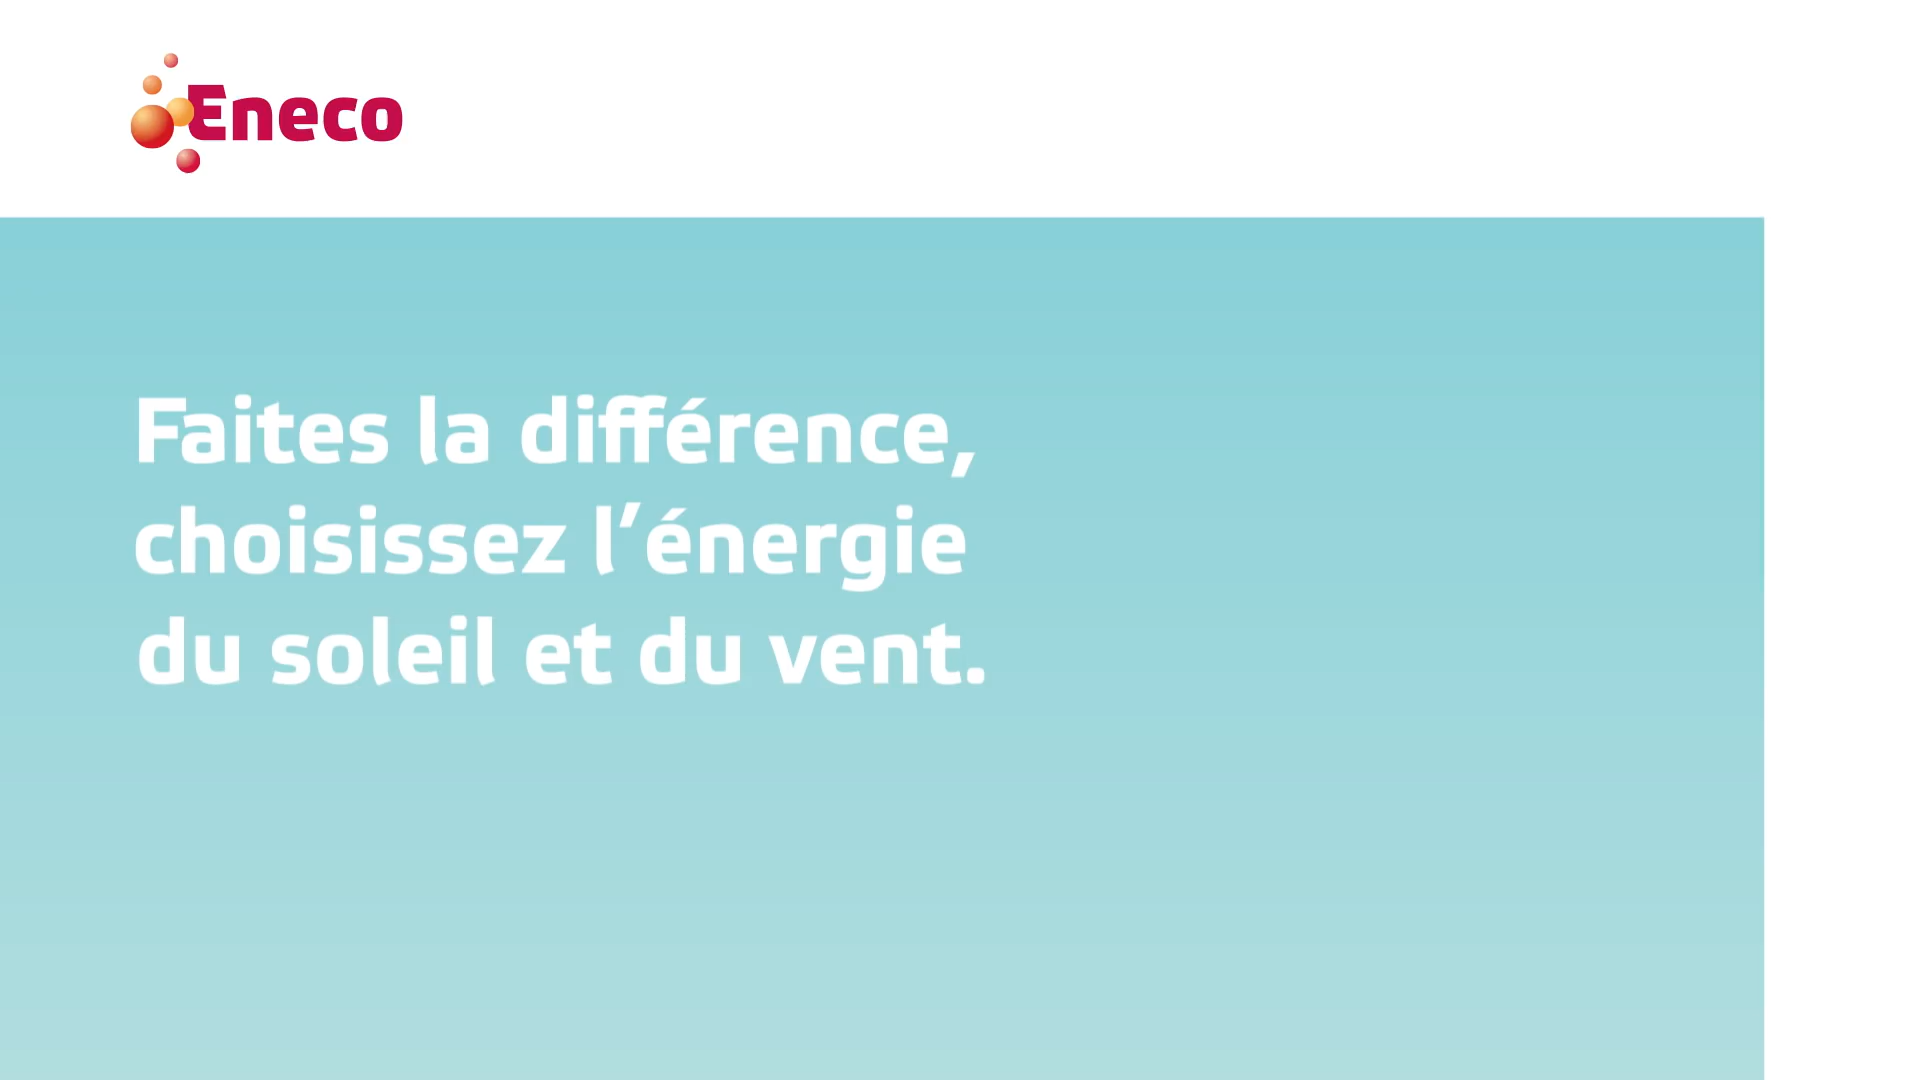 Eneco
Faites la différence,
choisissez l’énergie
du soleil et du vent.